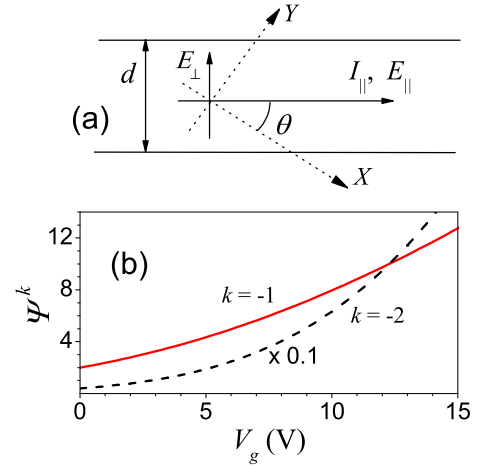 Y
d
E⊥
I||, E||
(a)
θ
X
12
(b)
8
k = -1
Ψ^k
k = -2
4
x 0.1
0 5 10 15
V_g (V)